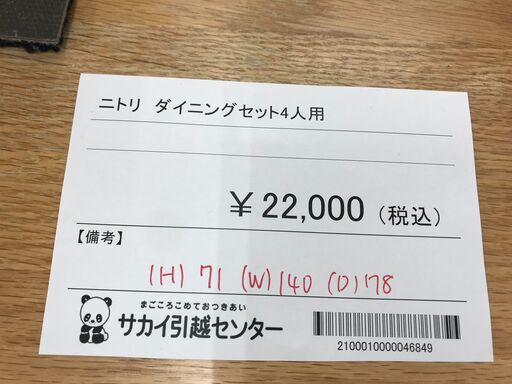 ニトリ ダイニングセット4人用
￥22,000（税込）
【備考】
(H) 71 (W) 140 (D) 78
まごころこめておつきあい
サカイ引越センター
2100010000046849